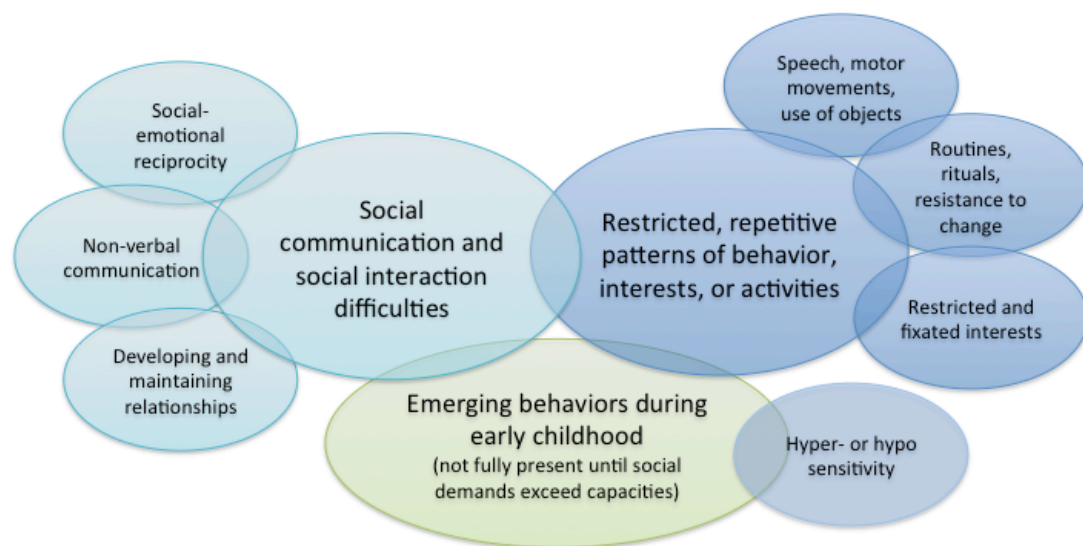 Social-
emotional
reciprocity
Non-verbal
communication
Developing and
maintaining
relationships
Social
communication and
social interaction
difficulties
Restricted, repetitive
patterns of behavior,
interests, or activities
Speech, motor
movements,
use of objects
Routines,
rituals,
resistance to
change
Restricted and
fixated interests
Emerging behaviors during
early childhood
(not fully present until social
demands exceed capacities)
Hyper- or hypo
sensitivity